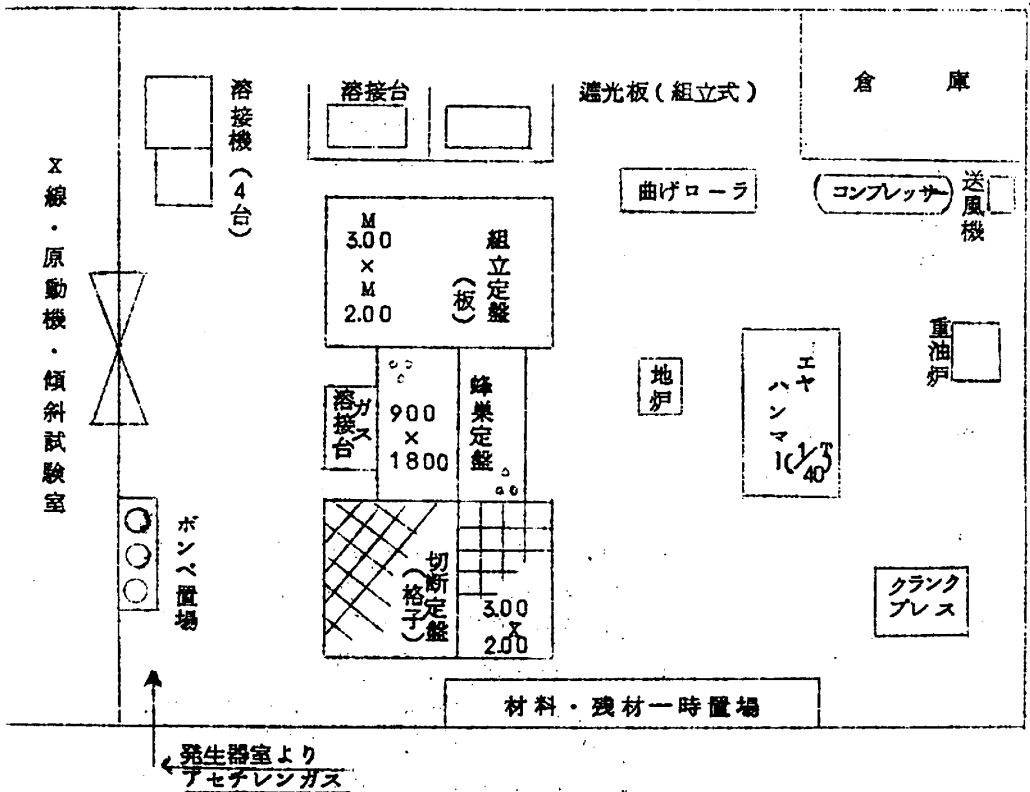 X線・原動機・傾斜試験室
溶接機(4台)
溶接台
遮光板(組立式)
倉庫
曲げローラ
コンプレッサー
送風機
M
3.00
×
M
2.00
組立定盤
(板)
重油炉
地炉
エヤ
ハンマ
1(1/40T)
ガス
溶接台
900
×
1800
蜂巣定盤
ボンベ置場
切断定盤
(格子)
3.00
×
2.00
クランク
プレス
材料・残材一時置場
発生器室より
アセチレンガス